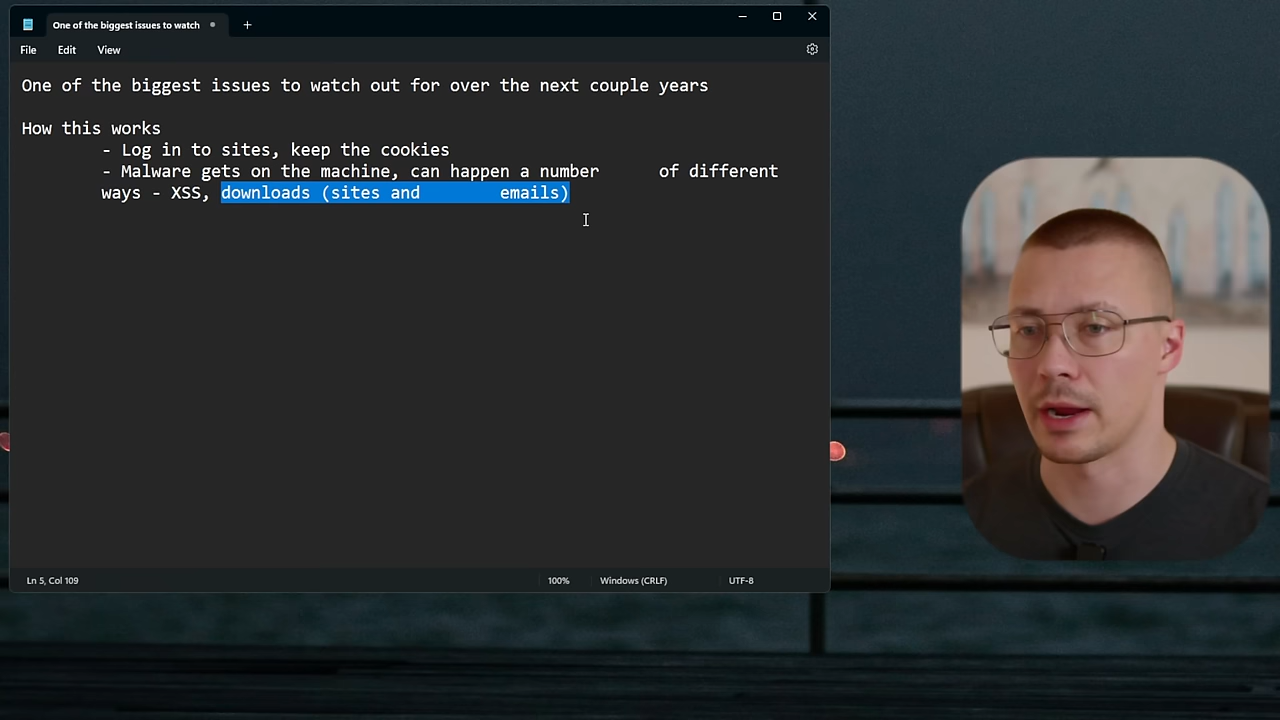 One of the biggest issues to watch
File Edit View
One of the biggest issues to watch out for over the next couple years
How this works
- Log in to sites, keep the cookies
- Malware gets on the machine, can happen a number of different
ways - XSS, downloads (sites and emails)
Ln 5, Col 109 100% Windows (CRLF) UTF-8